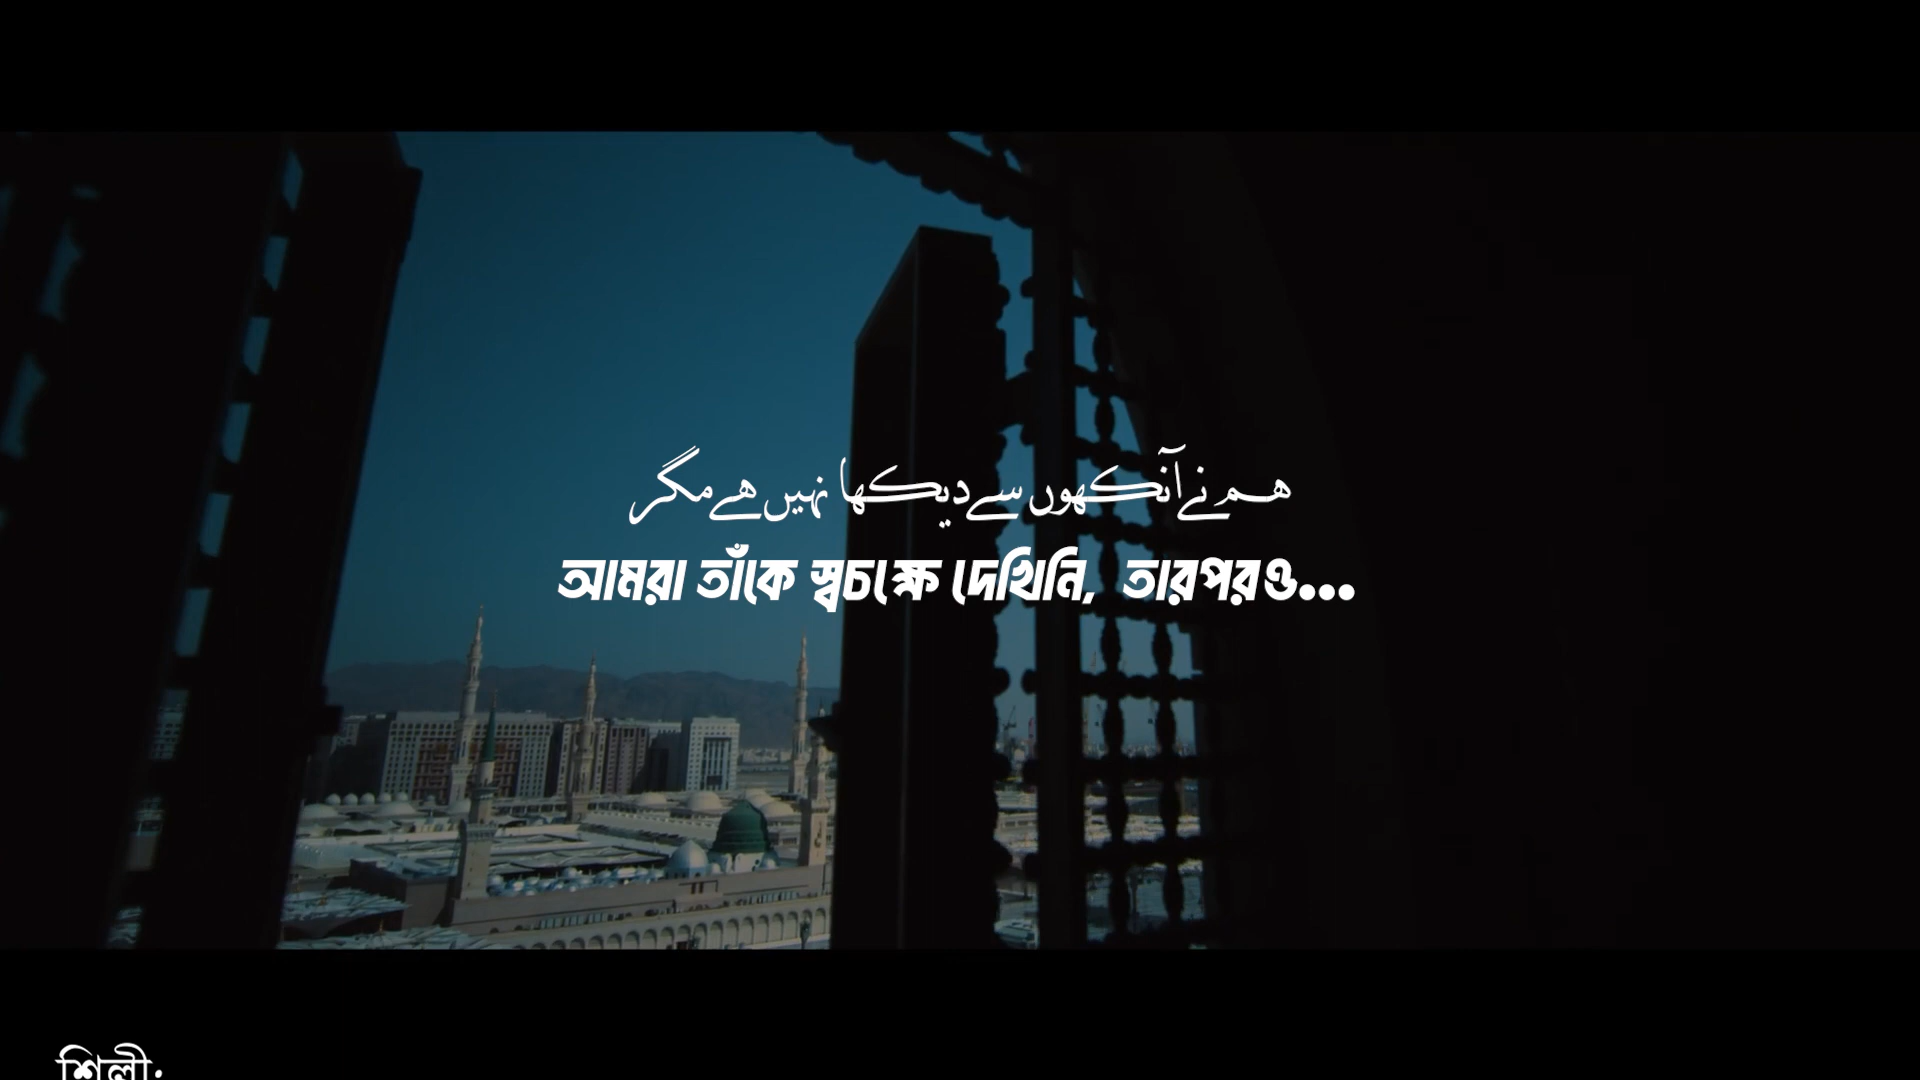 ہم نے آنکھوں سے دیکھا نہیں ہے مگر
আমরা তাঁকে স্বচক্ষে দেখিনি, তারপরও...
শিল্পী: